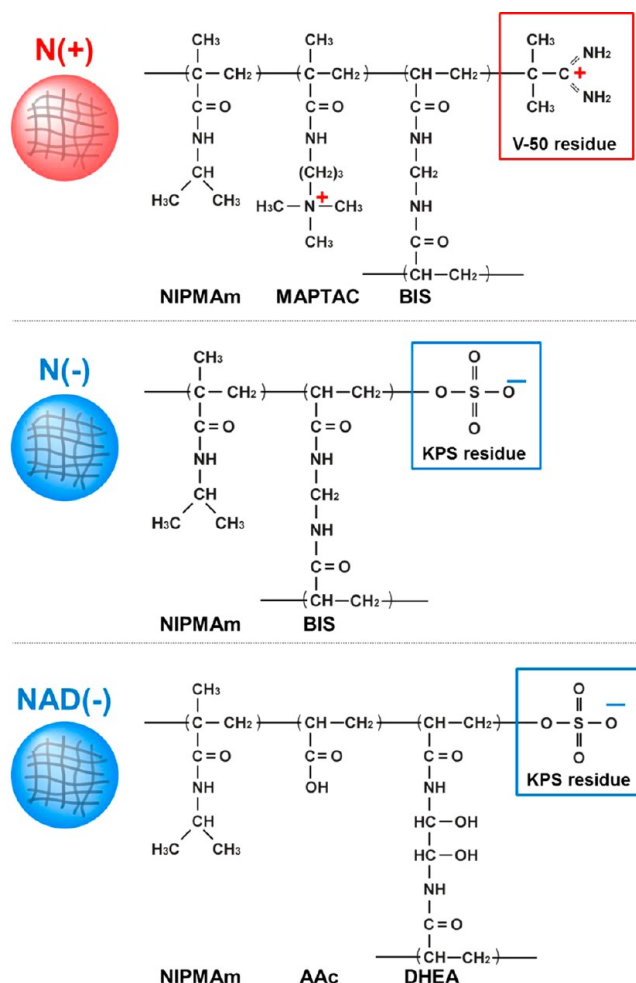 N(+)
CH₃ CH₃ CH₃ NH₂
( C CH₂ ) ( C CH₂ ) ( CH CH₂ ) C C +
C=O C=O C=O CH₃ NH₂
NH NH NH V-50 residue
CH (CH₂)₃ CH₂
H₃C CH₃ H₃C N + CH₃ NH
CH₃ C=O
( CH CH₂ )
NIPMAm MAPTAC BIS
N(-)
CH₃ O
( C CH₂ ) ( CH CH₂ ) O S O −
C=O C=O O
NH NH KPS residue
CH CH₂
H₃C CH₃ NH
C=O
( CH CH₂ )
NIPMAm BIS
NAD(-)
CH₃ O
( C CH₂ ) ( CH CH₂ ) ( CH CH₂ ) O S O −
C=O C=O C=O O
NH OH NH KPS residue
CH HC OH
H₃C CH₃ HC OH
NH
C=O
( CH CH₂ )
NIPMAm AAc DHEA